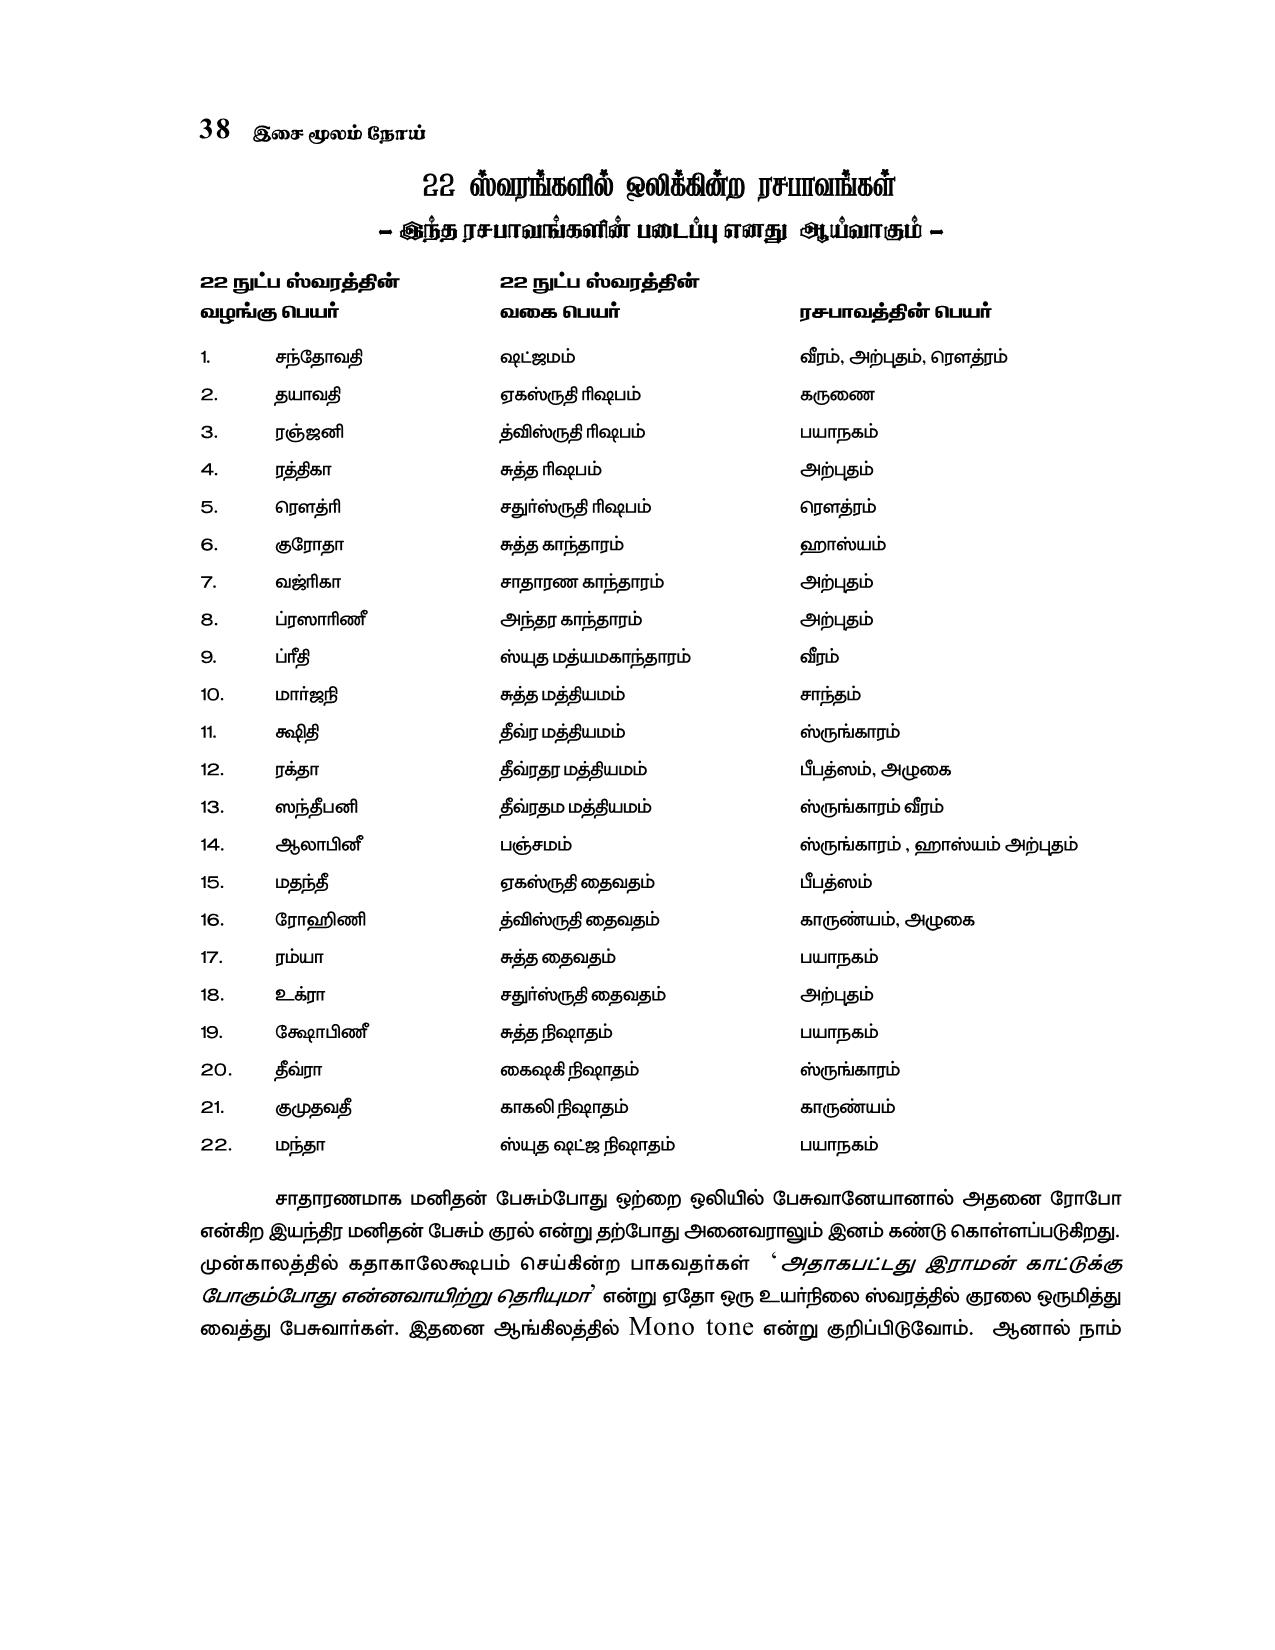 38 இசை மூலம் நோய்
22 ஸ்வரங்களில் ஒலிக்கின்ற ரசபாவங்கள்
– இந்த ரசபாவங்களின் படைப்பு எனது ஆய்வாகும் –
22 நுட்ப ஸ்வரத்தின் 22 நுட்ப ஸ்வரத்தின்
வழங்கு பெயர் வகை பெயர் ரசபாவத்தின் பெயர்
1. சந்தோவதி ஷட்ஜமம் வீரம், அற்புதம், ரௌத்ரம்
2. தயாவதி ஏகஸ்ருதி ரிஷபம் கருணை
3. ரஞ்ஜனி த்விஸ்ருதி ரிஷபம் பயாநகம்
4. ரத்திகா சுத்த ரிஷபம் அற்புதம்
5. ரௌத்ரி சதுர்ஸ்ருதி ரிஷபம் ரௌத்ரம்
6. குரோதா சுத்த காந்தாரம் ஹாஸ்யம்
7. வஜ்ரிகா சாதாரண காந்தாரம் அற்புதம்
8. ப்ரஸாரிணீ அந்தர காந்தாரம் அற்புதம்
9. ப்ரீதி ஸ்யுத மத்யமகாந்தாரம் வீரம்
10. மார்ஜநி சுத்த மத்தியமம் சாந்தம்
11. க்ஷிதி தீவ்ர மத்தியமம் ஸ்ருங்காரம்
12. ரக்தா தீவ்ரதர மத்தியமம் பீபத்ஸம், அழுகை
13. ஸந்தீபனி தீவ்ரதம மத்தியமம் ஸ்ருங்காரம் வீரம்
14. ஆலாபினீ பஞ்சமம் ஸ்ருங்காரம் , ஹாஸ்யம் அற்புதம்
15. மதந்தீ ஏகஸ்ருதி தைவதம் பீபத்ஸம்
16. ரோஹிணி த்விஸ்ருதி தைவதம் காருண்யம், அழுகை
17. ரம்யா சுத்த தைவதம் பயாநகம்
18. உக்ரா சதுர்ஸ்ருதி தைவதம் அற்புதம்
19. க்ஷோபிணீ சுத்த நிஷாதம் பயாநகம்
20. தீவ்ரா கைஷகி நிஷாதம் ஸ்ருங்காரம்
21. குமுதவதீ காகலி நிஷாதம் காருண்யம்
22. மந்தா ஸ்யுத ஷட்ஜ நிஷாதம் பயாநகம்
சாதாரணமாக மனிதன் பேசும்போது ஒற்றை ஒலியில் பேசுவானேயானால் அதனை ரோபோ
என்கிற இயந்திர மனிதன் பேசும் குரல் என்று தற்போது அனைவராலும் இனம் கண்டு கொள்ளப்படுகிறது.
முன்காலத்தில் கதாகாலேக்ஷபம் செய்கின்ற பாகவதர்கள் ‘அதாகபட்டது இராமன் காட்டுக்கு
போகும்போது என்னவாயிற்று தெரியுமா’ என்று ஏதோ ஒரு உயர்நிலை ஸ்வரத்தில் குரலை ஒருமித்து
வைத்து பேசுவார்கள். இதனை ஆங்கிலத்தில் Mono tone என்று குறிப்பிடுவோம். ஆனால் நாம்